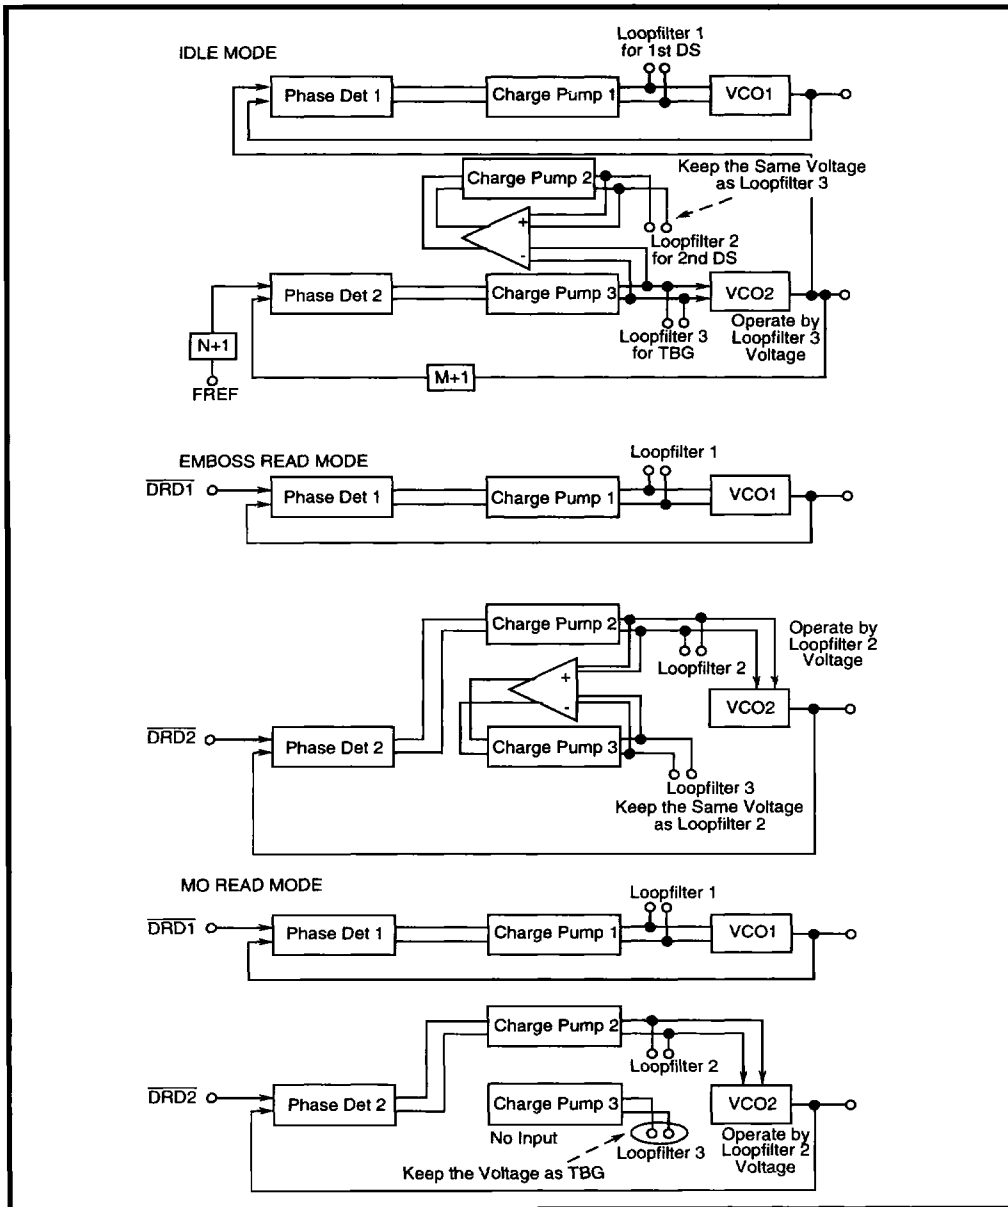 IDLE MODE
Loopfilter 1
for 1st DS
Phase Det 1
Charge Pump 1
VCO1
Charge Pump 2
Keep the Same Voltage
as Loopfilter 3
+
-
Loopfilter 2
for 2nd DS
Phase Det 2
Charge Pump 3
VCO2
N+1
Loopfilter 3
for TBG
Operate by
Loopfilter 3
Voltage
M+1
FREF
EMBOSS READ MODE
Loopfilter 1
DRD1
Phase Det 1
Charge Pump 1
VCO1
Charge Pump 2
Operate by
Loopfilter 2
Voltage
Loopfilter 2
+
-
VCO2
DRD2
Phase Det 2
Charge Pump 3
Loopfilter 3
Keep the Same Voltage
as Loopfilter 2
MO READ MODE
Loopfilter 1
DRD1
Phase Det 1
Charge Pump 1
VCO1
Charge Pump 2
Loopfilter 2
DRD2
Phase Det 2
Charge Pump 3
VCO2
No Input
Loopfilter 3
Operate by
Loopfilter 2
Voltage
Keep the Voltage as TBG